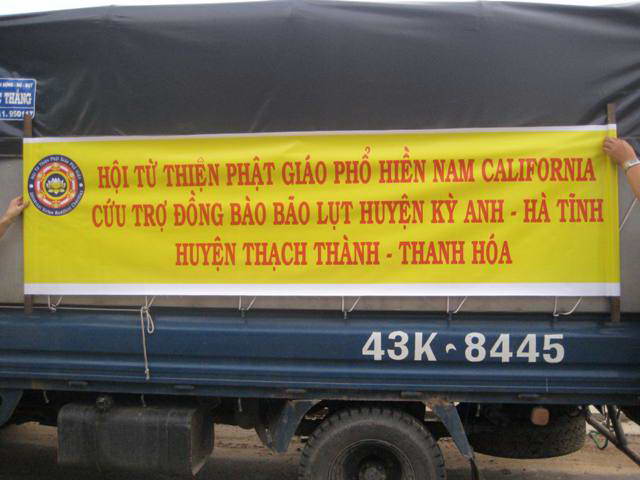 THẮNG
HỘI TỪ THIỆN PHẬT GIÁO PHỔ HIỀN NAM CALIFORNIA
CỨU TRỢ ĐỒNG BÀO BÃO LỤT HUYỆN KỲ ANH - HÀ TĨNH
HUYỆN THẠCH THÀNH - THANH HÓA
43K - 8445